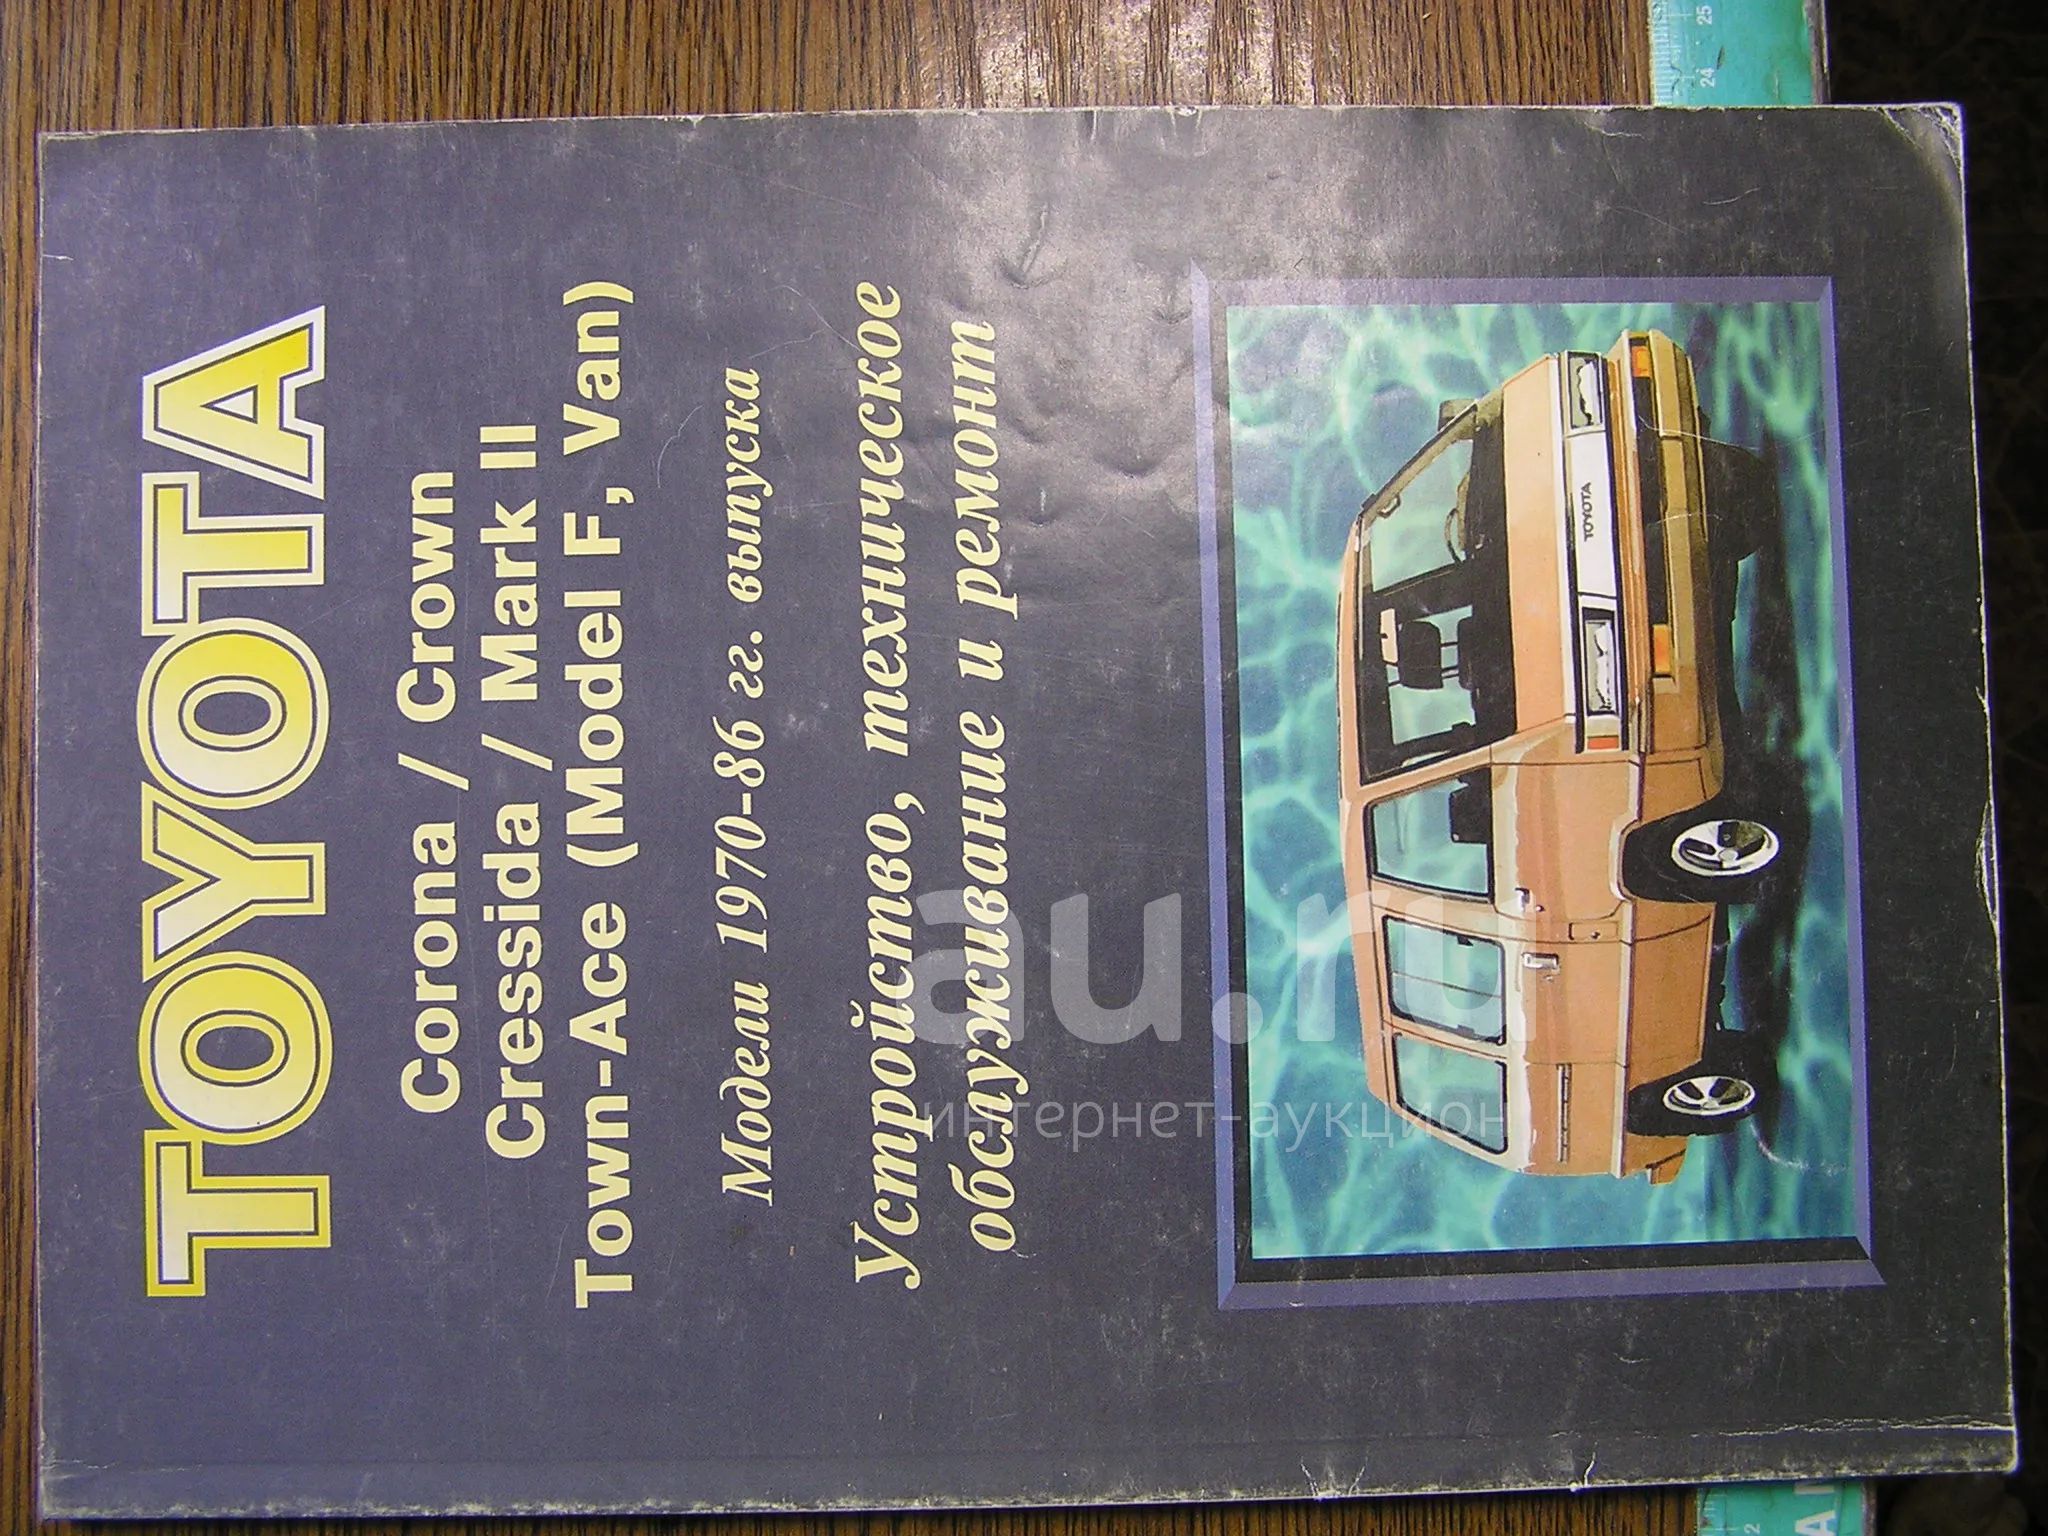 TOYOTA
Corona / Crown
Cressida / Mark II
Town-Ace (Model F, Van)
Модели 1970-86 гг. выпуска
Устройство, техническое
обслуживание и ремонт
TOYOTA
au.ru
интернет-аукцион
24 25
2